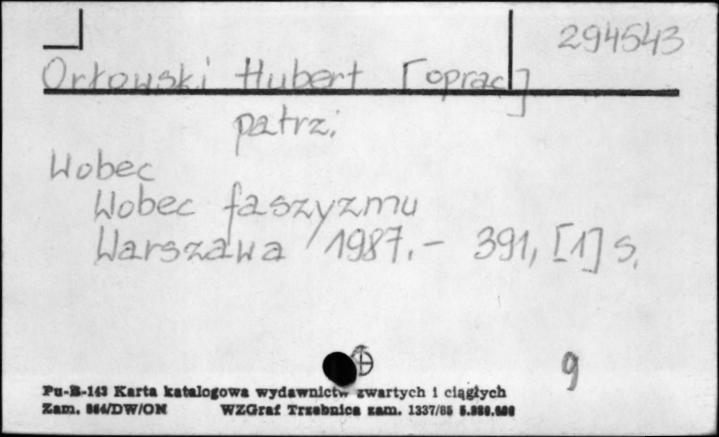 294543
Orłowski Hubert [oprac]
patrz:
Wobec
Wobec faszyzmu
Warszawa 1987.- 391, [1] s.
9
Pu-B-143 Karta katalogowa wydawnictw zwartych i ciągłych
Zam. 864/DW/ON WZGraf Trzebnica zam. 1337/85